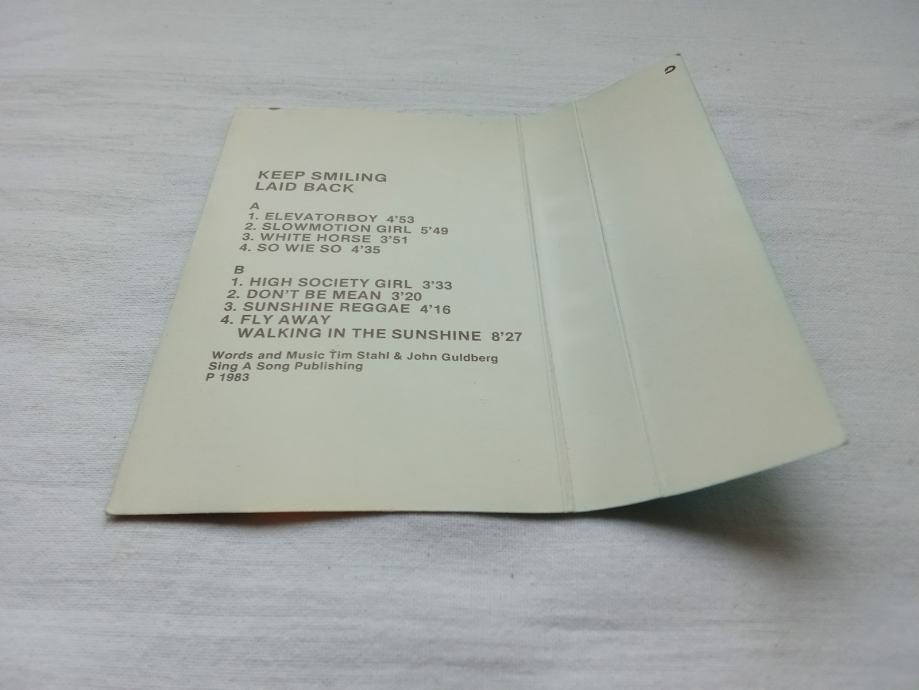 KEEP SMILING
LAID BACK
A
1. ELEVATORBOY 4'53
2. SLOWMOTION GIRL 5'49
3. WHITE HORSE 3'51
4. SO WIE SO 4'35
B
1. HIGH SOCIETY GIRL 3'33
2. DON'T BE MEAN 3'20
3. SUNSHINE REGGAE 4'16
4. FLY AWAY
WALKING IN THE SUNSHINE 8'27
Words and Music Tim Stahl & John Guldberg
Sing A Song Publishing
P 1983